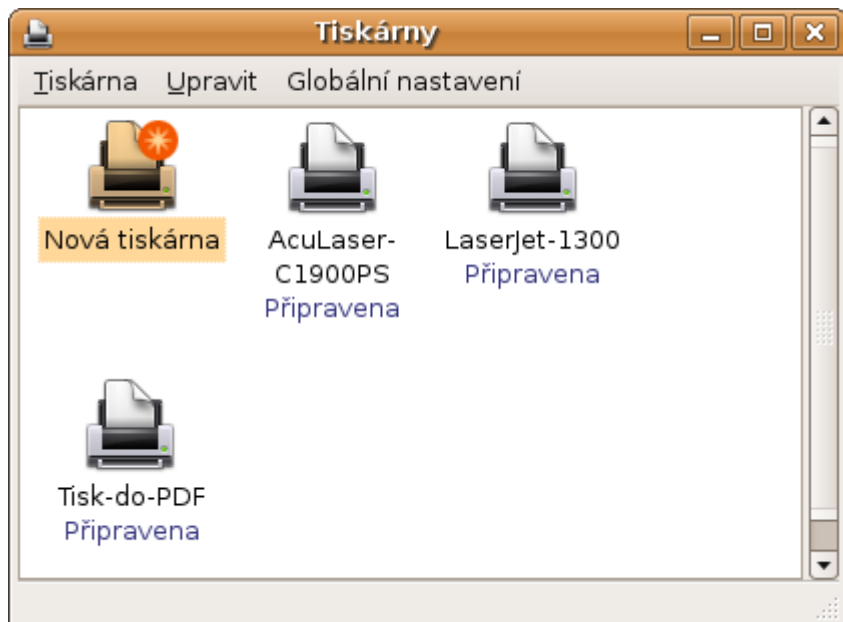 Tiskárny
Tiskárna Upravit Globální nastavení
Nová tiskárna
AcuLaser-
C1900PS
Připravena
LaserJet-1300
Připravena
Tisk-do-PDF
Připravena